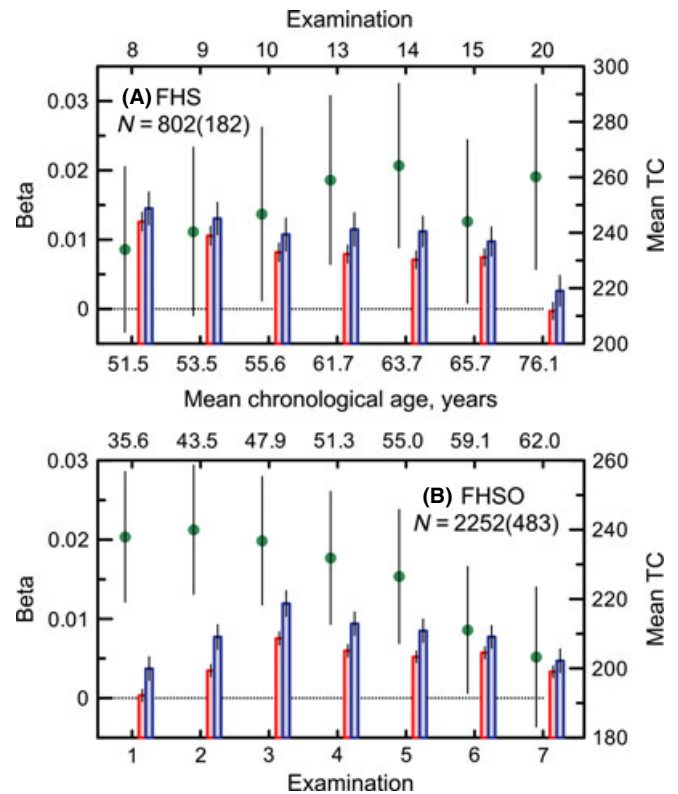 Examination
8 9 10 13 14 15 20
(A) FHS
N = 802(182)
0.03
0.02
0.01
0
Beta
300
280
260
240
220
200
Mean TC
51.5 53.5 55.6 61.7 63.7 65.7 76.1
Mean chronological age, years
35.6 43.5 47.9 51.3 55.0 59.1 62.0
(B) FHSO
N = 2252(483)
0.03
0.02
0.01
0
Beta
260
240
220
200
180
Mean TC
1 2 3 4 5 6 7
Examination